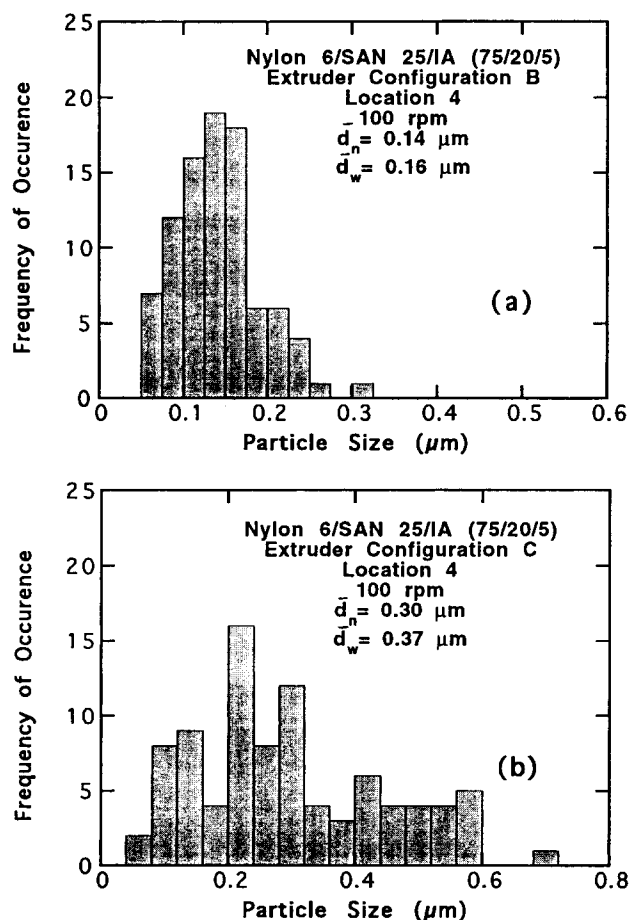 25
20
15
10
5
0
Frequency of Occurence
Nylon 6/SAN 25/IA (75/20/5)
Extruder Configuration B
Location 4
100 rpm
d̄n= 0.14 μm
d̄w= 0.16 μm
(a)
0 0.1 0.2 0.3 0.4 0.5 0.6
Particle Size (μm)
25
20
15
10
5
0
Frequency of Occurence
Nylon 6/SAN 25/IA (75/20/5)
Extruder Configuration C
Location 4
100 rpm
d̄n= 0.30 μm
d̄w= 0.37 μm
(b)
0 0.2 0.4 0.6 0.8
Particle Size (μm)